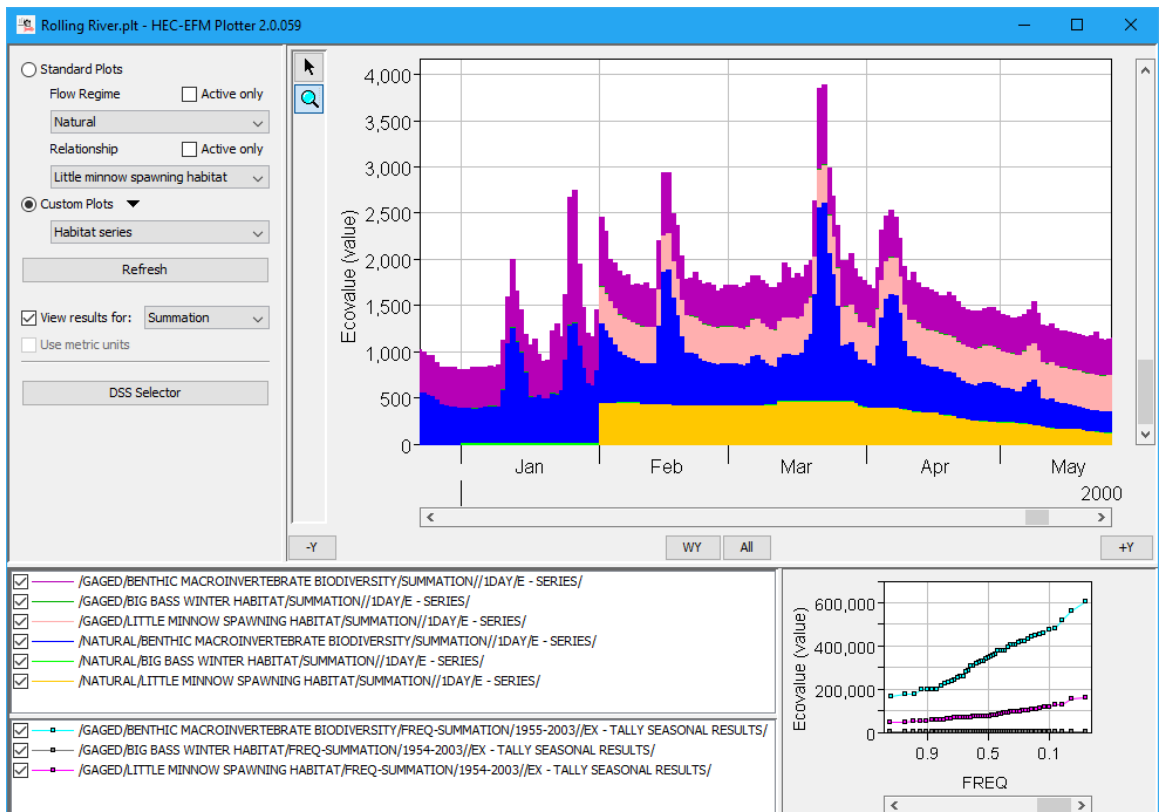 Rolling River.plt - HEC-EFM Plotter 2.0.059
Standard Plots
Flow Regime
Active only
Natural
Relationship
Active only
Little minnow spawning habitat
Custom Plots
Habitat series
Refresh
View results for:
Summation
Use metric units
DSS Selector
Ecovalue (value)
4,000
3,500
3,000
2,500
2,000
1,500
1,000
500
0
Jan
Feb
Mar
Apr
May
2000
-Y
WY
All
+Y
/GAGED/BENTHIC MACROINVERTEBRATE BIODIVERSITY/SUMMATION//1DAY/E - SERIES/
/GAGED/BIG BASS WINTER HABITAT/SUMMATION//1DAY/E - SERIES/
/GAGED/LITTLE MINNOW SPAWNING HABITAT/SUMMATION//1DAY/E - SERIES/
/NATURAL/BENTHIC MACROINVERTEBRATE BIODIVERSITY/SUMMATION//1DAY/E - SERIES/
/NATURAL/BIG BASS WINTER HABITAT/SUMMATION//1DAY/E - SERIES/
/NATURAL/LITTLE MINNOW SPAWNING HABITAT/SUMMATION//1DAY/E - SERIES/
/GAGED/BENTHIC MACROINVERTEBRATE BIODIVERSITY/FREQ-SUMMATION/1955-2003//EX - TALLY SEASONAL RESULTS/
/GAGED/BIG BASS WINTER HABITAT/FREQ-SUMMATION/1954-2003//EX - TALLY SEASONAL RESULTS/
/GAGED/LITTLE MINNOW SPAWNING HABITAT/FREQ-SUMMATION/1954-2003//EX - TALLY SEASONAL RESULTS/
Ecovalue (value)
600,000
400,000
200,000
0
0.9
0.5
0.1
FREQ